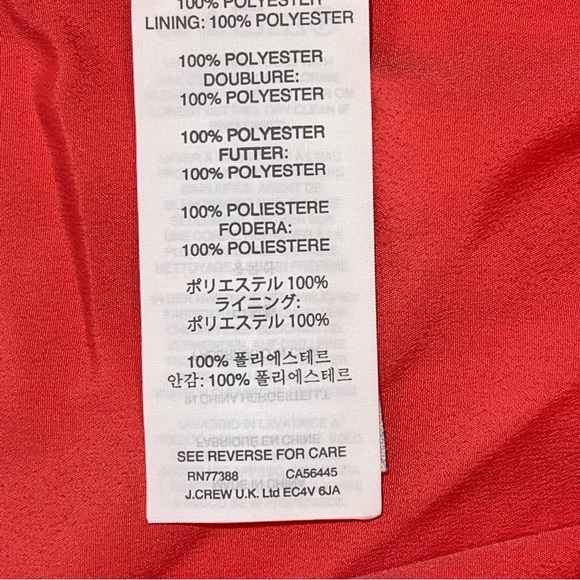 100% POLYESTER
LINING: 100% POLYESTER
100% POLYESTER
DOUBLURE:
100% POLYESTER
100% POLYESTER
FUTTER:
100% POLYESTER
100% POLIESTERE
FODERA:
100% POLIESTERE
ポリエステル 100%
ライニング:
ポリエステル 100%
100% 폴리에스테르
안감: 100% 폴리에스테르
SEE REVERSE FOR CARE
RN77388 CA56445
J.CREW U.K. Ltd EC4V 6JA